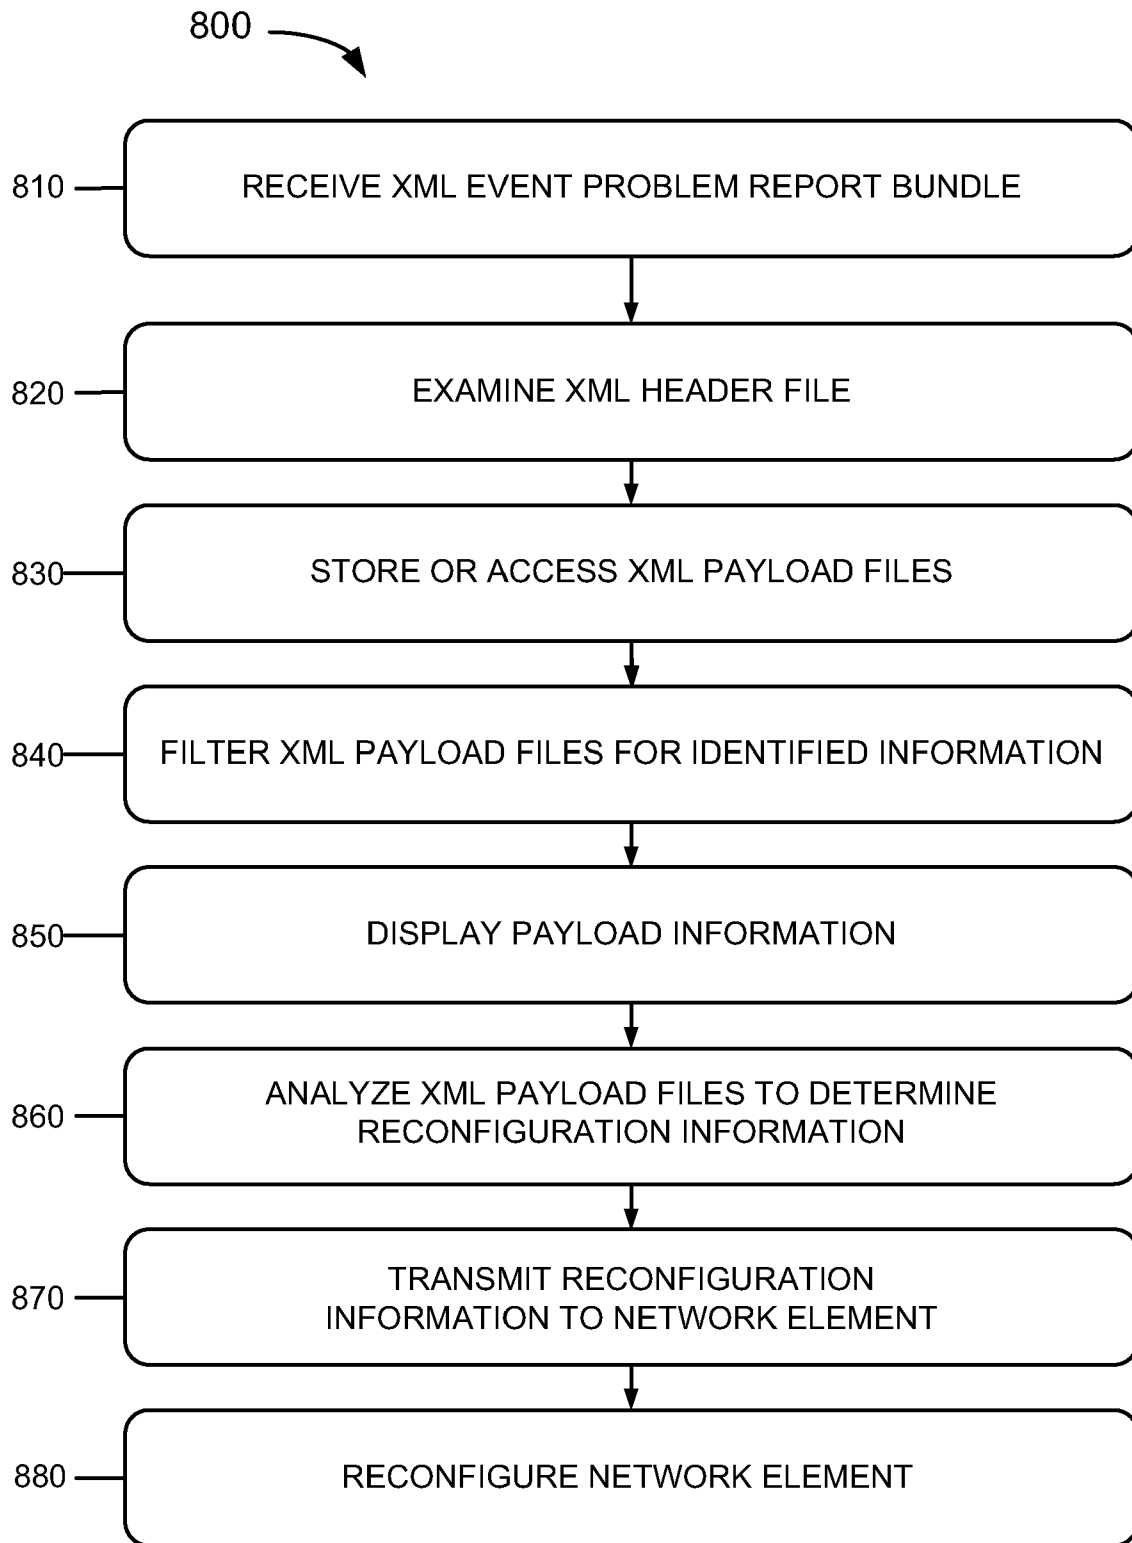 800
810
RECEIVE XML EVENT PROBLEM REPORT BUNDLE
820
EXAMINE XML HEADER FILE
830
STORE OR ACCESS XML PAYLOAD FILES
840
FILTER XML PAYLOAD FILES FOR IDENTIFIED INFORMATION
850
DISPLAY PAYLOAD INFORMATION
860
ANALYZE XML PAYLOAD FILES TO DETERMINE
RECONFIGURATION INFORMATION
870
TRANSMIT RECONFIGURATION
INFORMATION TO NETWORK ELEMENT
880
RECONFIGURE NETWORK ELEMENT